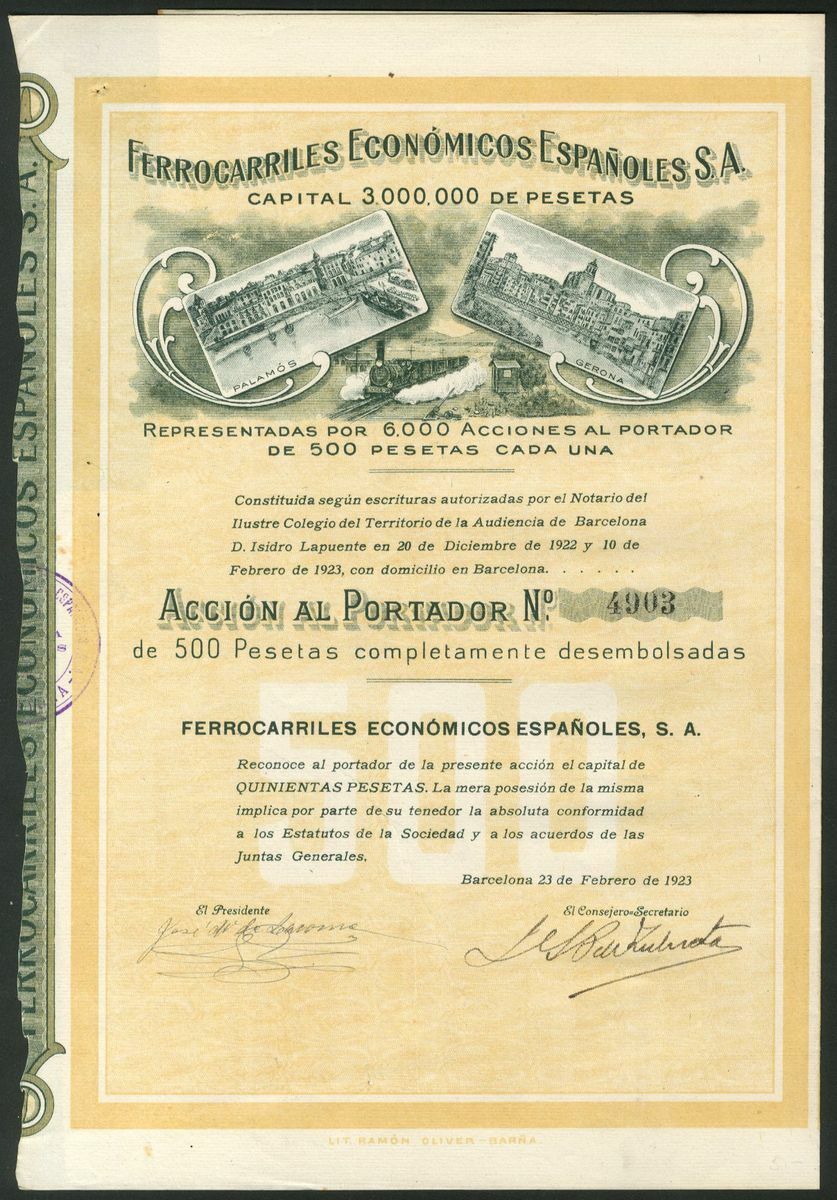 FERROCARRILES ECONÓMICOS ESPAÑOLES S.A.
CAPITAL 3.000.000 DE PESETAS
PALAMÓS
GERONA
REPRESENTADAS POR 6.000 ACCIONES AL PORTADOR
DE 500 PESETAS CADA UNA
Constituida según escrituras autorizadas por el Notario del
Ilustre Colegio del Territorio de la Audiencia de Barcelona
D. Isidro Lapuente en 20 de Diciembre de 1922 y 10 de
Febrero de 1923, con domicilio en Barcelona. . . . . . .
ACCIÓN AL PORTADOR Nº. 4903
de 500 Pesetas completamente desembolsadas
500
FERROCARRILES ECONÓMICOS ESPAÑOLES, S. A.
Reconoce al portador de la presente acción el capital de
QUINIENTAS PESETAS. La mera posesión de la misma
implica por parte de su tenedor la absoluta conformidad
a los Estatutos de la Sociedad y a los acuerdos de las
Juntas Generales.
Barcelona 23 de Febrero de 1923
El Presidente
El Consejero-Secretario
LIT. RAMÓN OLIVER - BARÑA.
FERROCARRILES ECONÓMICOS ESPAÑOLES S.A.